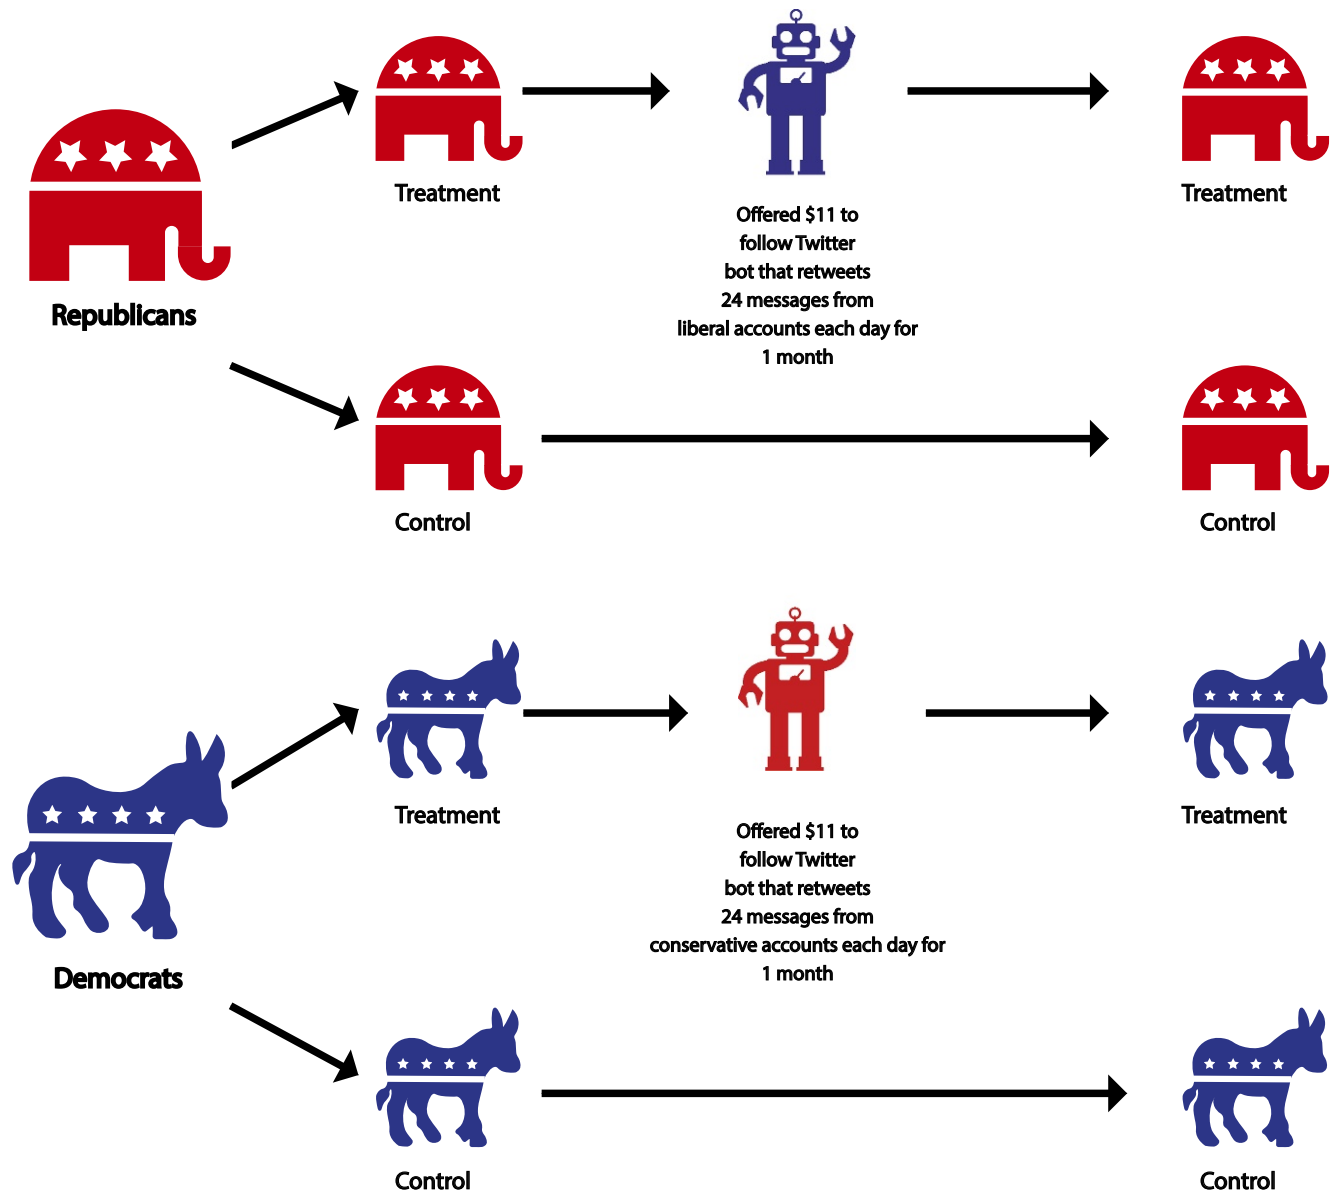 Treatment
Treatment
Offered $11 to
follow Twitter
bot that retweets
24 messages from
liberal accounts each day for
1 month
Republicans
Control
Control
Treatment
Treatment
Offered $11 to
follow Twitter
bot that retweets
24 messages from
conservative accounts each day for
1 month
Democrats
Control
Control